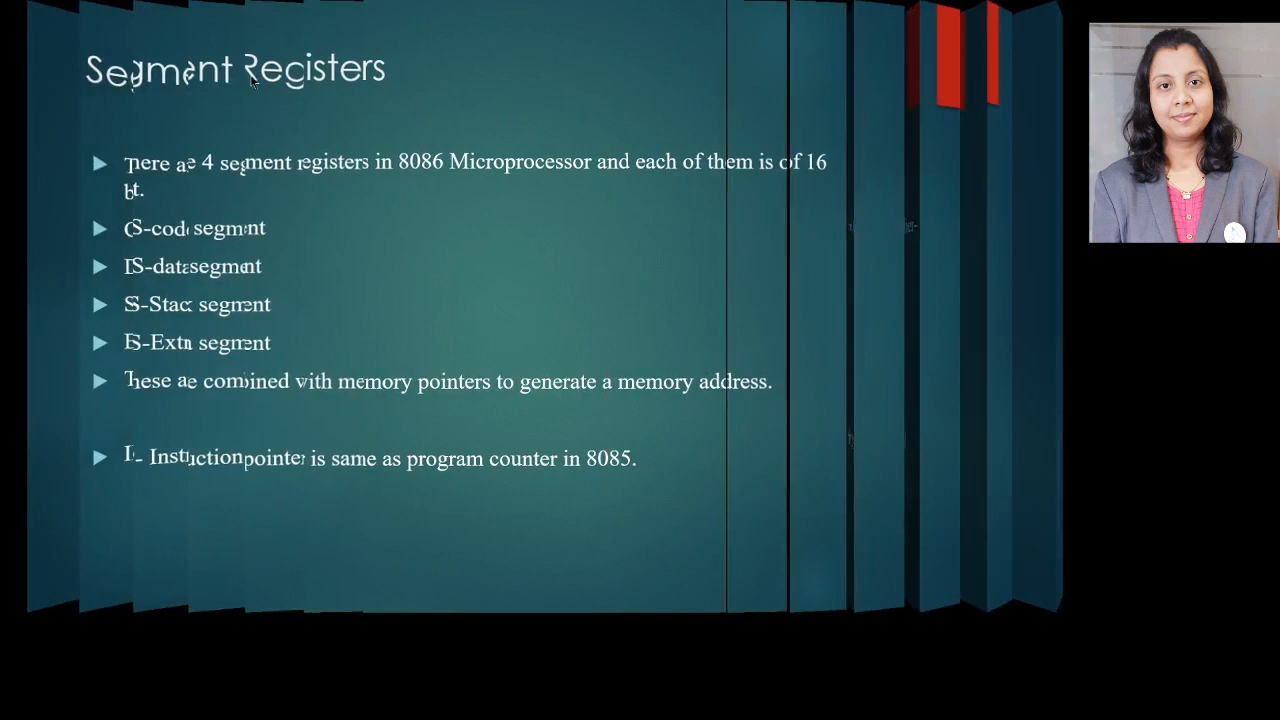 Segment Registers
There are 4 segment registers in 8086 Microprocessor and each of them is of 16
bit.
CS-code segment
DS-data segment
SS-Stack segment
ES-Extra segment
These are combined with memory pointers to generate a memory address.
IP- Instruction pointer is same as program counter in 8085.